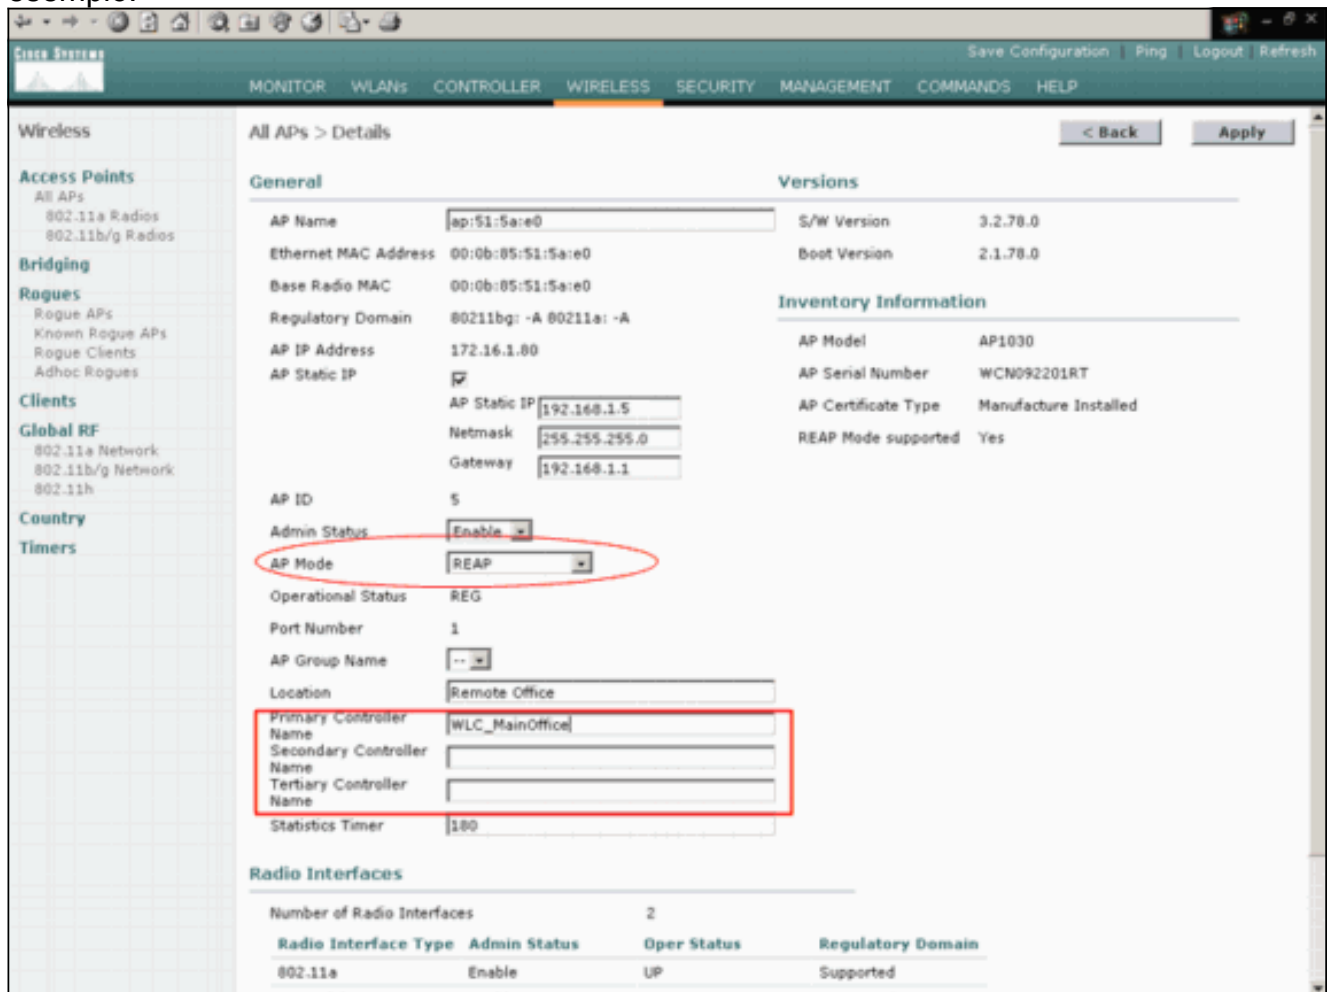 esempio:
CISCO SYSTEMS
Save Configuration | Ping | Logout | Refresh
MONITOR WLANs CONTROLLER WIRELESS SECURITY MANAGEMENT COMMANDS HELP
Wireless
Access Points
All APs
802.11a Radios
802.11b/g Radios
Bridging
Rogues
Rogue APs
Known Rogue APs
Rogue Clients
Adhoc Rogues
Clients
Global RF
802.11a Network
802.11b/g Network
802.11h
Country
Timers
All APs > Details
< Back Apply
General
AP Name ap:51:5a:e0
Ethernet MAC Address 00:0b:85:51:5a:e0
Base Radio MAC 00:0b:85:51:5a:e0
Regulatory Domain 80211bg: -A 80211a: -A
AP IP Address 172.16.1.80
AP Static IP
AP Static IP 192.168.1.5
Netmask 255.255.255.0
Gateway 192.168.1.1
AP ID 5
Admin Status Enable
AP Mode REAP
Operational Status REG
Port Number 1
AP Group Name --
Location Remote Office
Primary Controller
Name WLC_MainOffice
Secondary Controller
Name
Tertiary Controller
Name
Statistics Timer 180
Versions
S/W Version 3.2.78.0
Boot Version 2.1.78.0
Inventory Information
AP Model AP1030
AP Serial Number WCN092201RT
AP Certificate Type Manufacture Installed
REAP Mode supported Yes
Radio Interfaces
Number of Radio Interfaces 2
Radio Interface Type Admin Status Oper Status Regulatory Domain
802.11a Enable UP Supported